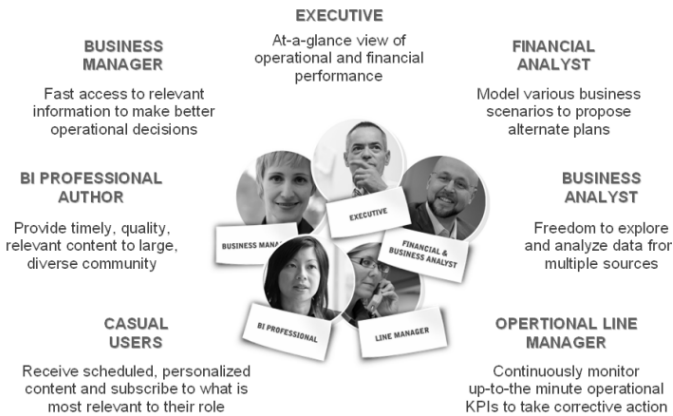 EXECUTIVE
At-a-glance view of
operational and financial
performance
BUSINESS
MANAGER
Fast access to relevant
information to make better
operational decisions
FINANCIAL
ANALYST
Model various business
scenarios to propose
alternate plans
BI PROFESSIONAL
AUTHOR
Provide timely, quality,
relevant content to large,
diverse community
BUSINESS
ANALYST
Freedom to explore
and analyze data from
multiple sources
CASUAL
USERS
Receive scheduled, personalized
content and subscribe to what is
most relevant to their role
OPERTIONAL LINE
MANAGER
Continuously monitor
up-to-the minute operational
KPIs to take corrective action
BUSINESS MANA
EXECUTIVE
FINANCIAL &
BUSINESS ANALYST
BI PROFESSIONAL
LINE MANAGER